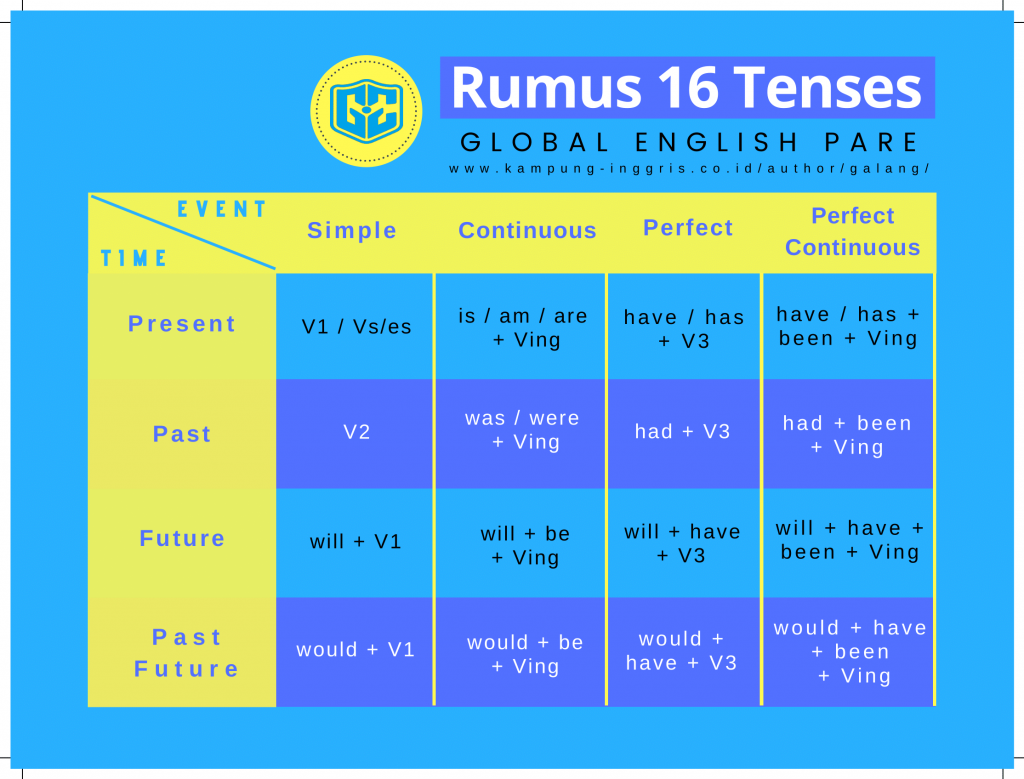 Rumus 16 Tenses
GLOBAL ENGLISH PARE
www.kampung-inggris.co.id/author/galang/
EVENT
TIME
Simple
Continuous
Perfect
Perfect
Continuous
Present
V1 / Vs/es
is / am / are
+ Ving
have / has
+ V3
have / has +
been + Ving
Past
V2
was / were
+ Ving
had + V3
had + been
+ Ving
Future
will + V1
will + be
+ Ving
will + have
+ V3
will + have +
been + Ving
Past
Future
would + V1
would + be
+ Ving
would +
have + V3
would + have
+ been
+ Ving